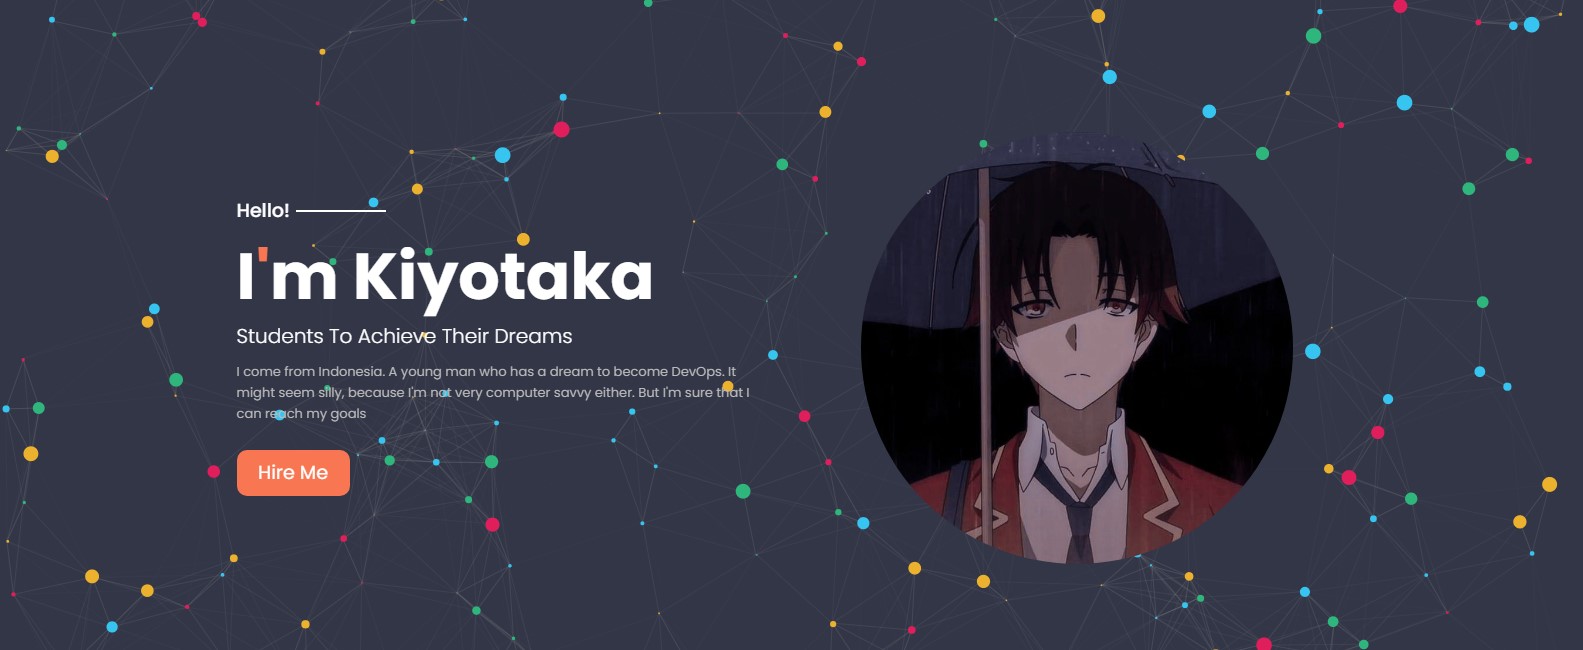 Hello!
I'm Kiyotaka
Students To Achieve Their Dreams
I come from Indonesia. A young man who has a dream to become DevOps. It
might seem silly, because I'm not very computer savvy either. But I'm sure that I
can reach my goals
Hire Me